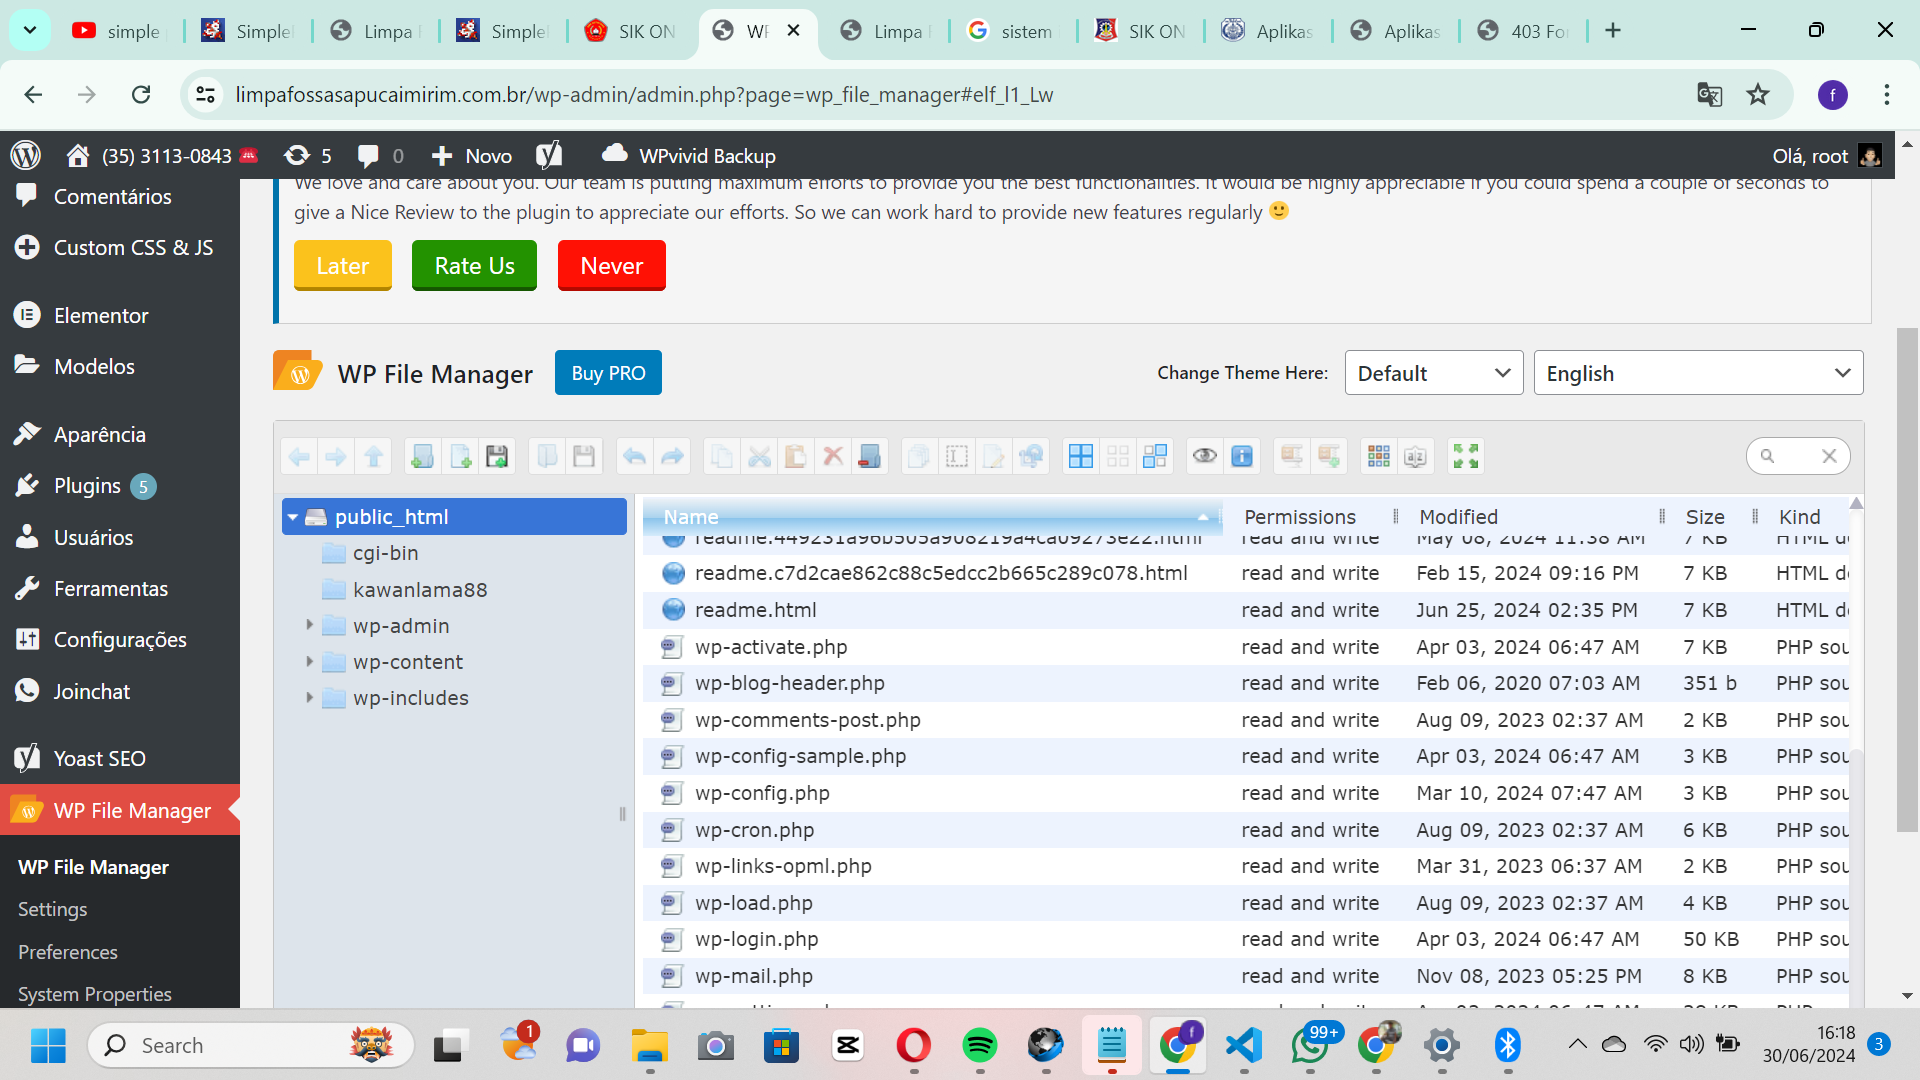 simple
Simplel
Limpa F
Simplel
SIK ON
WP
Limpa F
sistem
SIK ON
Aplikas
Aplikas
403 Fo
limpafossasapucaimirim.com.br/wp-admin/admin.php?page=wp_file_manager#elf_l1_Lw
f
(35) 3113-0843
5
0
Novo
WPvivid Backup
Olá, root
We love and care about you. Our team is putting maximum efforts to provide you the best functionalities. It would be highly appreciable if you could spend a couple of seconds to
give a Nice Review to the plugin to appreciate our efforts. So we can work hard to provide new features regularly 🙂
Later
Rate Us
Never
Comentários
Custom CSS & JS
Elementor
Modelos
Aparência
Plugins 5
Usuários
Ferramentas
Configurações
Joinchat
Yoast SEO
WP File Manager
WP File Manager
Settings
Preferences
System Properties
WP File Manager
Buy PRO
Change Theme Here:
Default
English
public_html
cgi-bin
kawanlama88
wp-admin
wp-content
wp-includes
Name Permissions Modified Size Kind
readme.449231a96b505a908219a4ca09273e22.html read and write May 08, 2024 11:38 AM 7 KB HTML d
readme.c7d2cae862c88c5edcc2b665c289c078.html read and write Feb 15, 2024 09:16 PM 7 KB HTML d
readme.html read and write Jun 25, 2024 02:35 PM 7 KB HTML d
wp-activate.php read and write Apr 03, 2024 06:47 AM 7 KB PHP sou
wp-blog-header.php read and write Feb 06, 2020 07:03 AM 351 b PHP sou
wp-comments-post.php read and write Aug 09, 2023 02:37 AM 2 KB PHP sou
wp-config-sample.php read and write Apr 03, 2024 06:47 AM 3 KB PHP sou
wp-config.php read and write Mar 10, 2024 07:47 AM 3 KB PHP sou
wp-cron.php read and write Aug 09, 2023 02:37 AM 6 KB PHP sou
wp-links-opml.php read and write Mar 31, 2023 06:37 AM 2 KB PHP sou
wp-load.php read and write Aug 09, 2023 02:37 AM 4 KB PHP sou
wp-login.php read and write Apr 03, 2024 06:47 AM 50 KB PHP sou
wp-mail.php read and write Nov 08, 2023 05:25 PM 8 KB PHP sou
Search
1
f
99+
16:18
30/06/2024
3